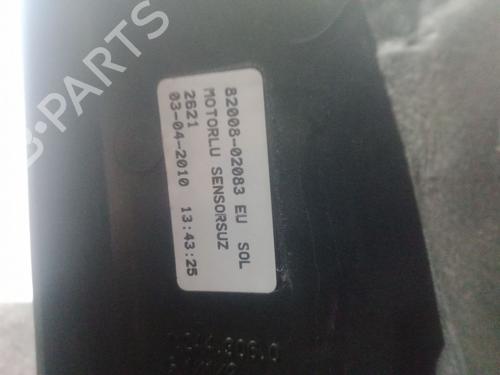 B-PARTS
82008-02083 EU SOL
MOTORLU SENSORSUZ
2621
03-04-2010 13:43:25